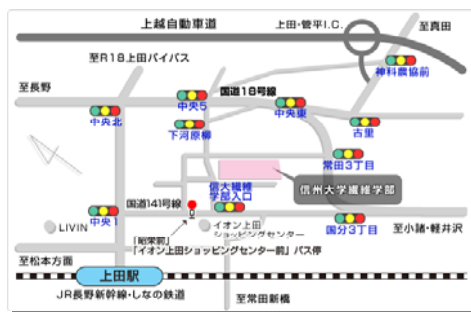 上越自動車道
上田・菅平I.C.
至真田
至R18上田バイパス
神科農協前
至長野
中央5
国道18号線
中央北
中央東
下河原柳
古里
常田3丁目
信大繊維
学部入口
信州大学繊維学部
国道141号線
中央1
LIVIN
イオン上田
ショッピングセンター
国分3丁目
至小諸・軽井沢
「昭栄前」
「イオン上田ショッピングセンター前」バス停
至松本方面
上田駅
JR長野新幹線・しなの鉄道
至常田新橋